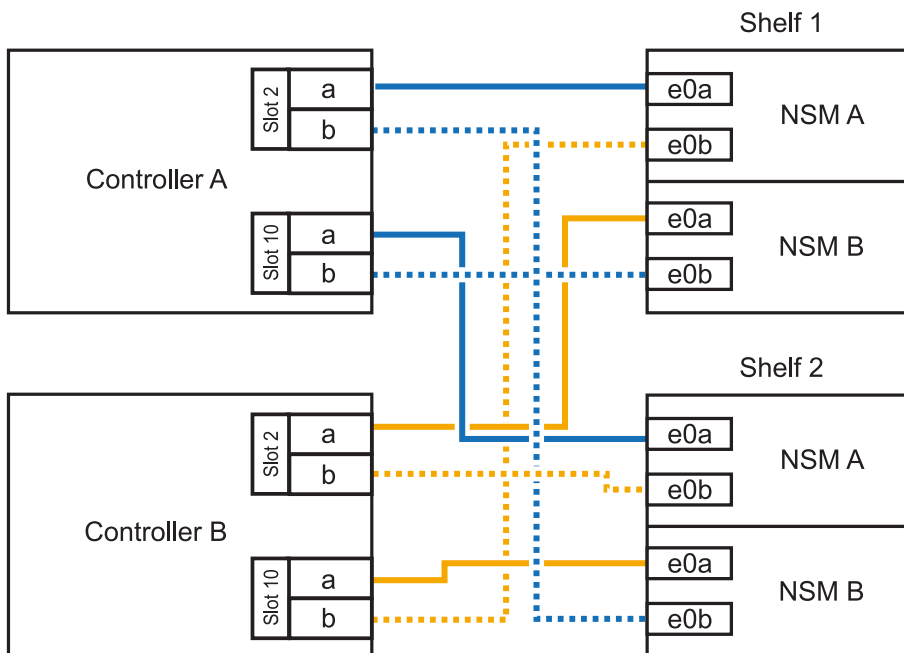 Controller A
Slot 2
a
b
Slot 10
a
b
Controller B
Slot 2
a
b
Slot 10
a
b
Shelf 1
e0a
e0b
NSM A
e0a
e0b
NSM B
Shelf 2
e0a
e0b
NSM A
e0a
e0b
NSM B